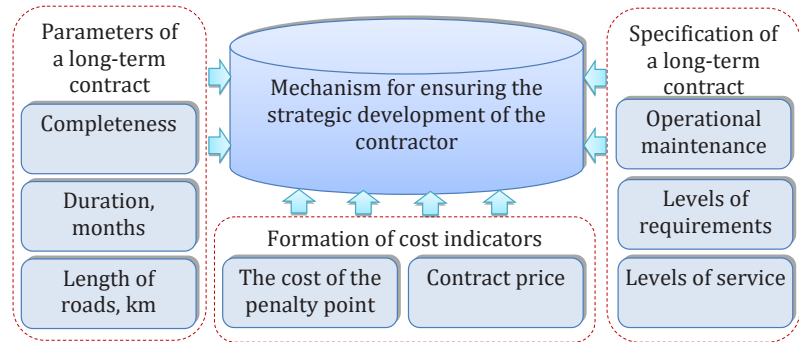 Parameters of
a long-term
contract
Completeness
Duration,
months
Length of
roads, km
Mechanism for ensuring the
strategic development of the
contractor
Formation of cost indicators
The cost of the
penalty point
Contract price
Specification of
a long-term
contract
Operational
maintenance
Levels of
requirements
Levels of service